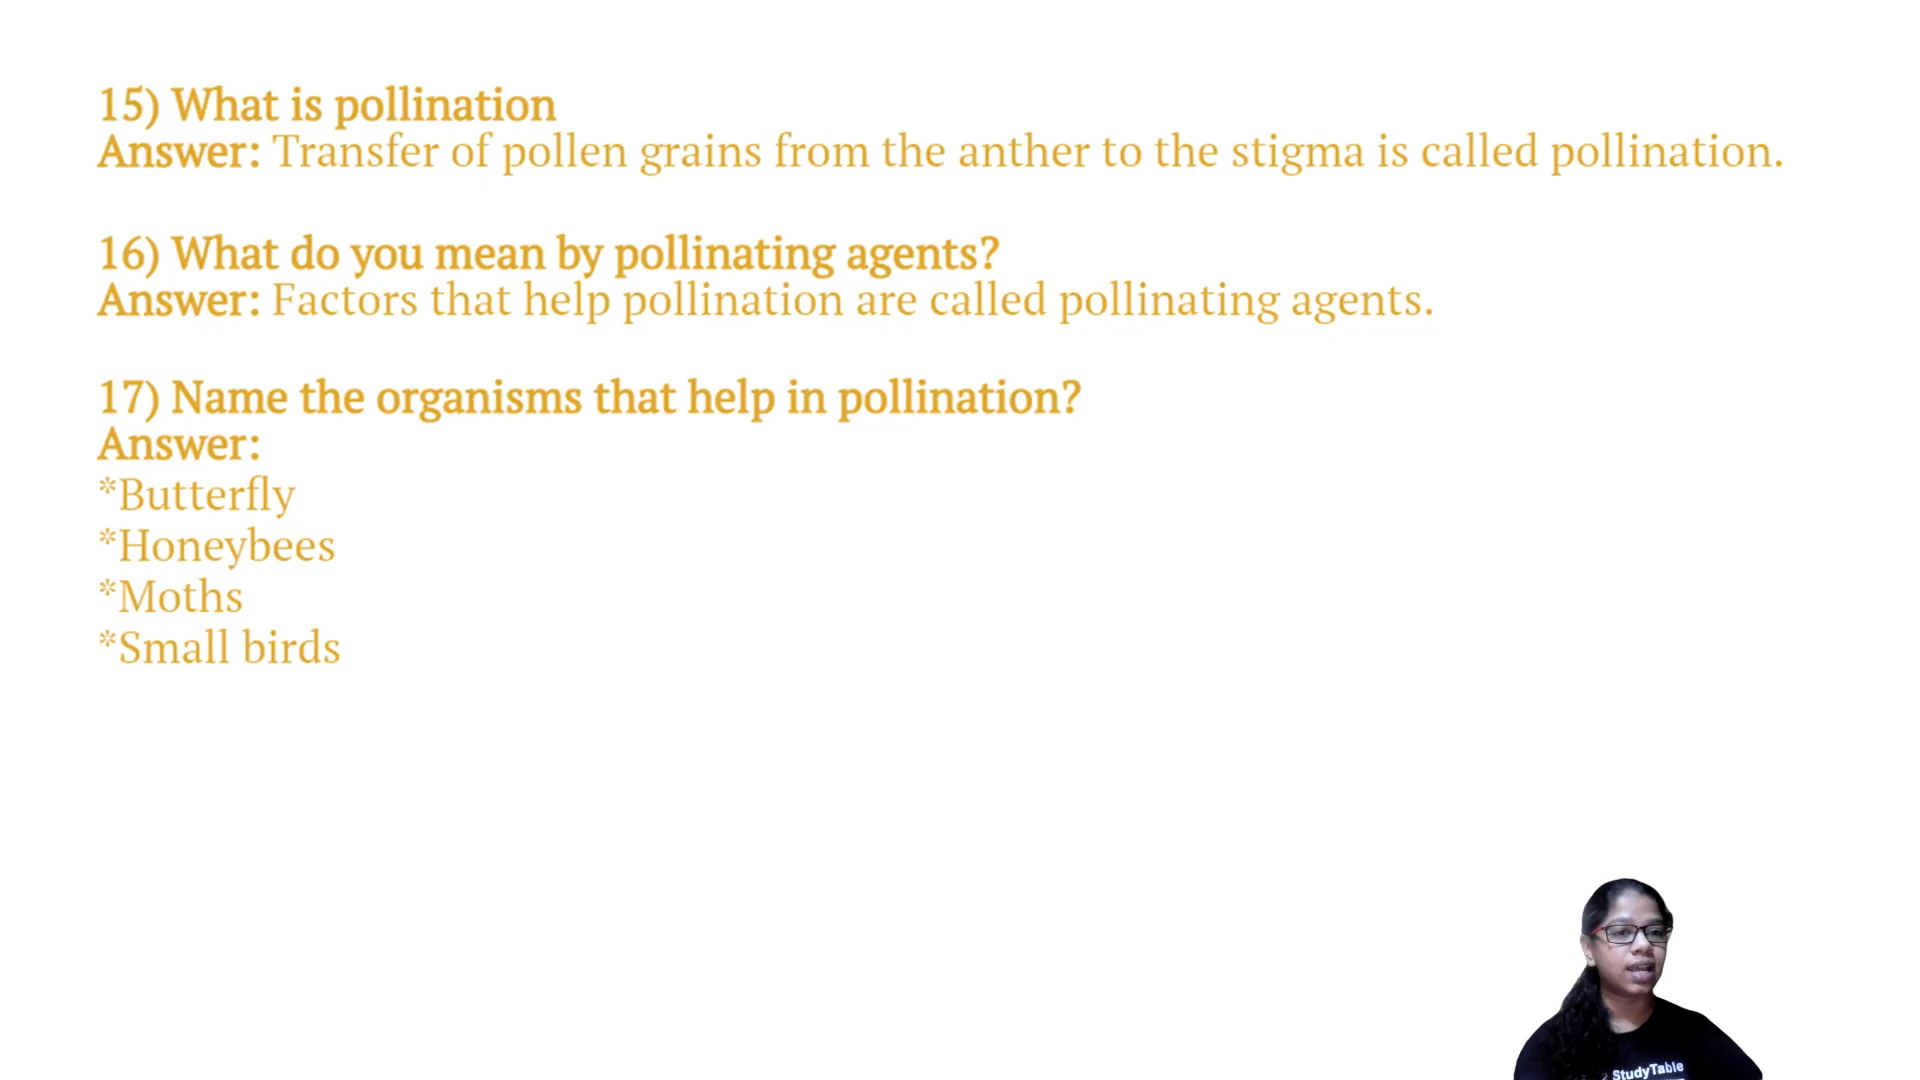 15) What is pollination
Answer: Transfer of pollen grains from the anther to the stigma is called pollination.
16) What do you mean by pollinating agents?
Answer: Factors that help pollination are called pollinating agents.
17) Name the organisms that help in pollination?
Answer:
*Butterfly
*Honeybees
*Moths
*Small birds
StudyTable